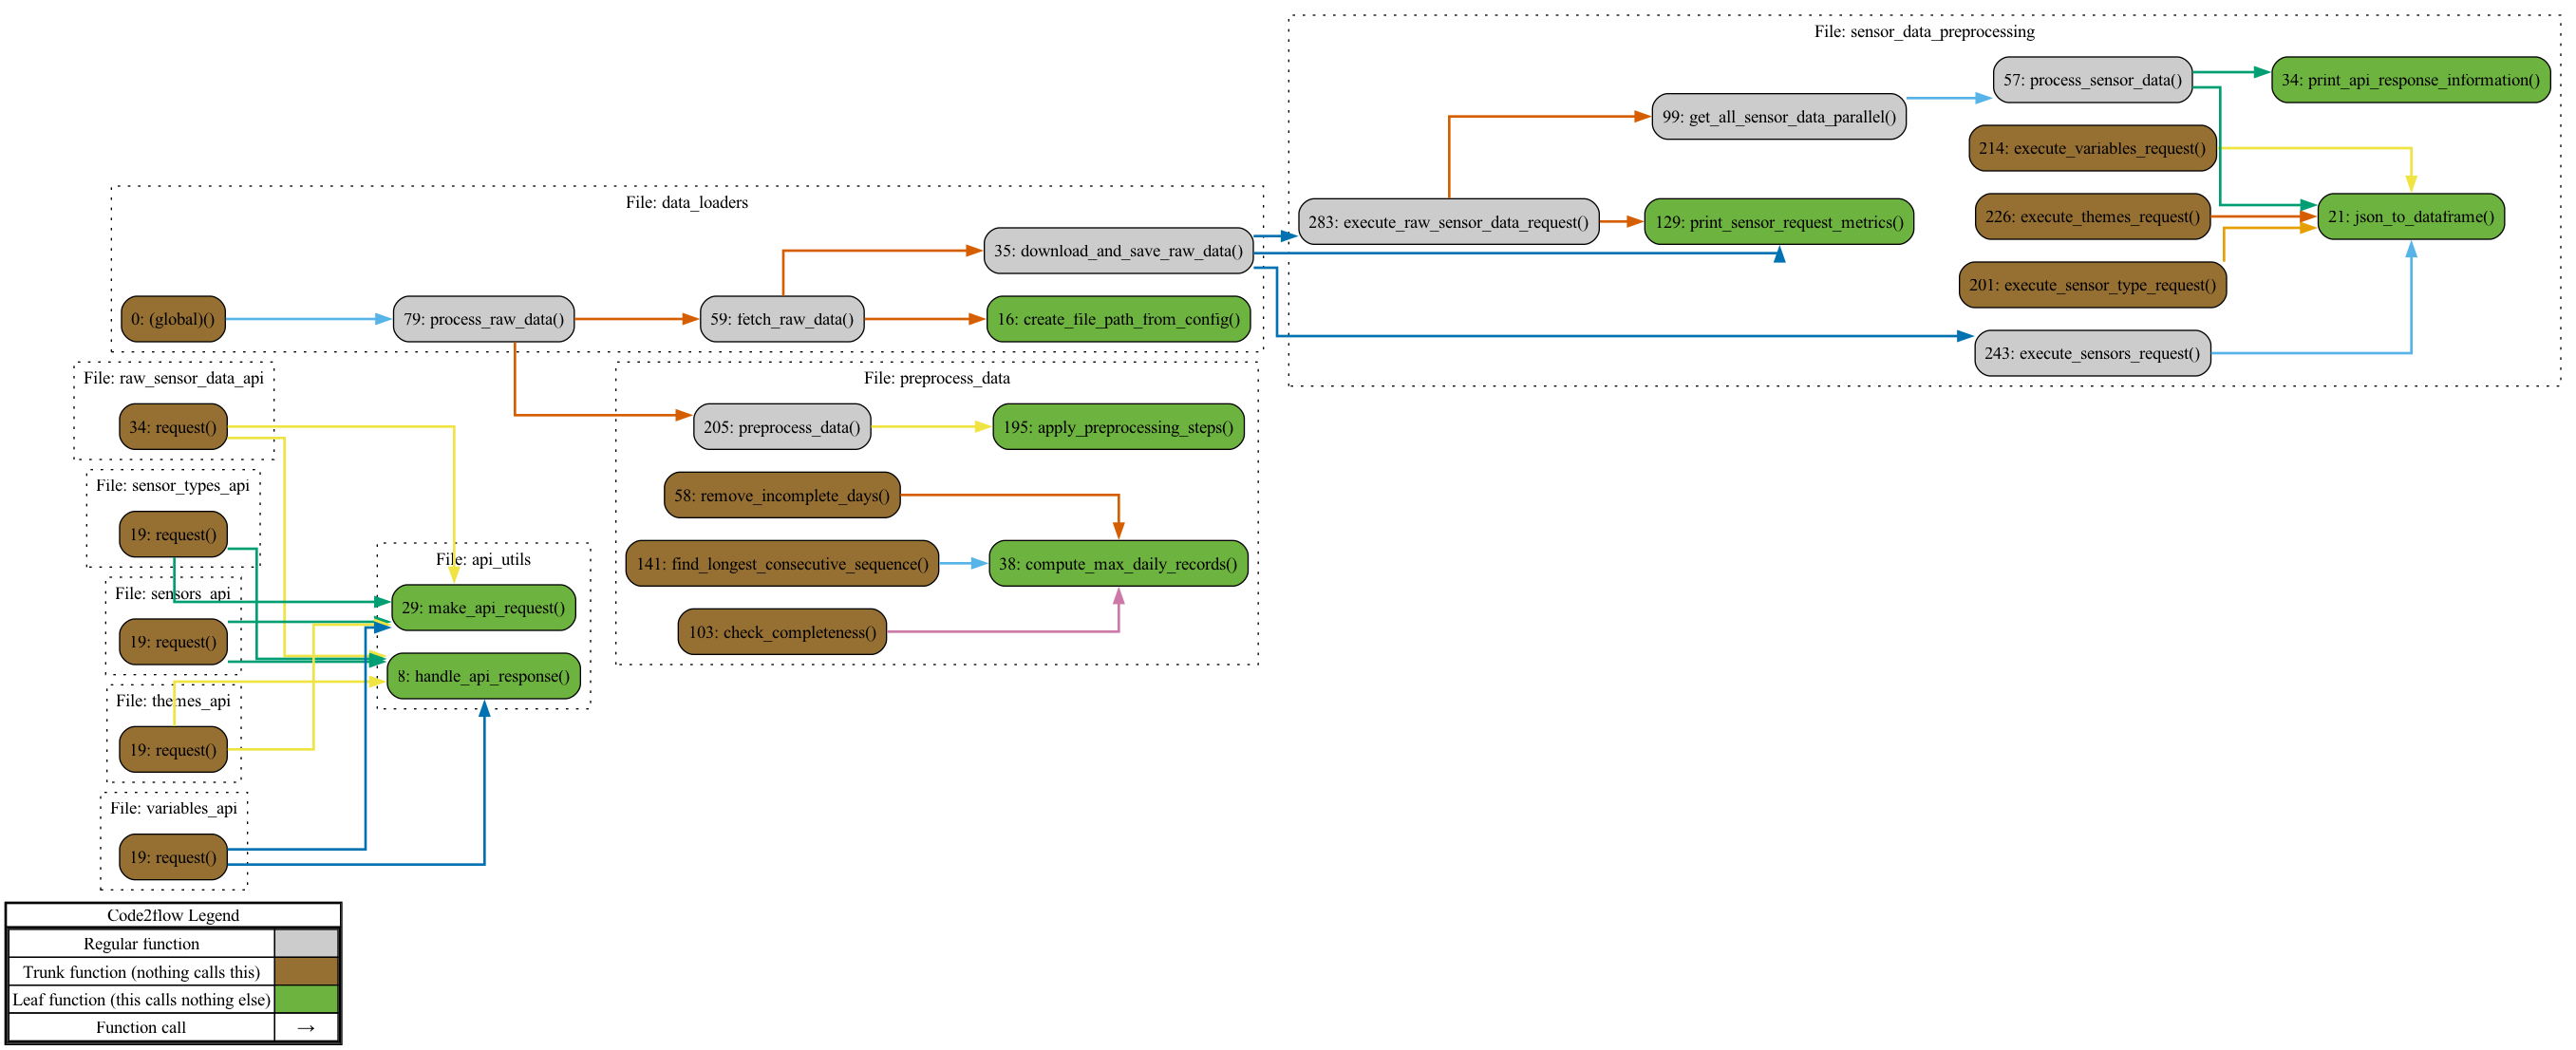 File: sensor_data_preprocessing
57: process_sensor_data()
34: print_api_response_information()
99: get_all_sensor_data_parallel()
214: execute_variables_request()
283: execute_raw_sensor_data_request()
129: print_sensor_request_metrics()
226: execute_themes_request()
21: json_to_dataframe()
201: execute_sensor_type_request()
243: execute_sensors_request()
File: data_loaders
35: download_and_save_raw_data()
0: (global)()
79: process_raw_data()
59: fetch_raw_data()
16: create_file_path_from_config()
File: raw_sensor_data_api
34: request()
File: sensor_types_api
19: request()
File: sensors_api
19: request()
File: themes_api
19: request()
File: variables_api
19: request()
File: api_utils
29: make_api_request()
8: handle_api_response()
File: preprocess_data
205: preprocess_data()
195: apply_preprocessing_steps()
58: remove_incomplete_days()
141: find_longest_consecutive_sequence()
38: compute_max_daily_records()
103: check_completeness()
Code2flow Legend
Regular function
Trunk function (nothing calls this)
Leaf function (this calls nothing else)
Function call →